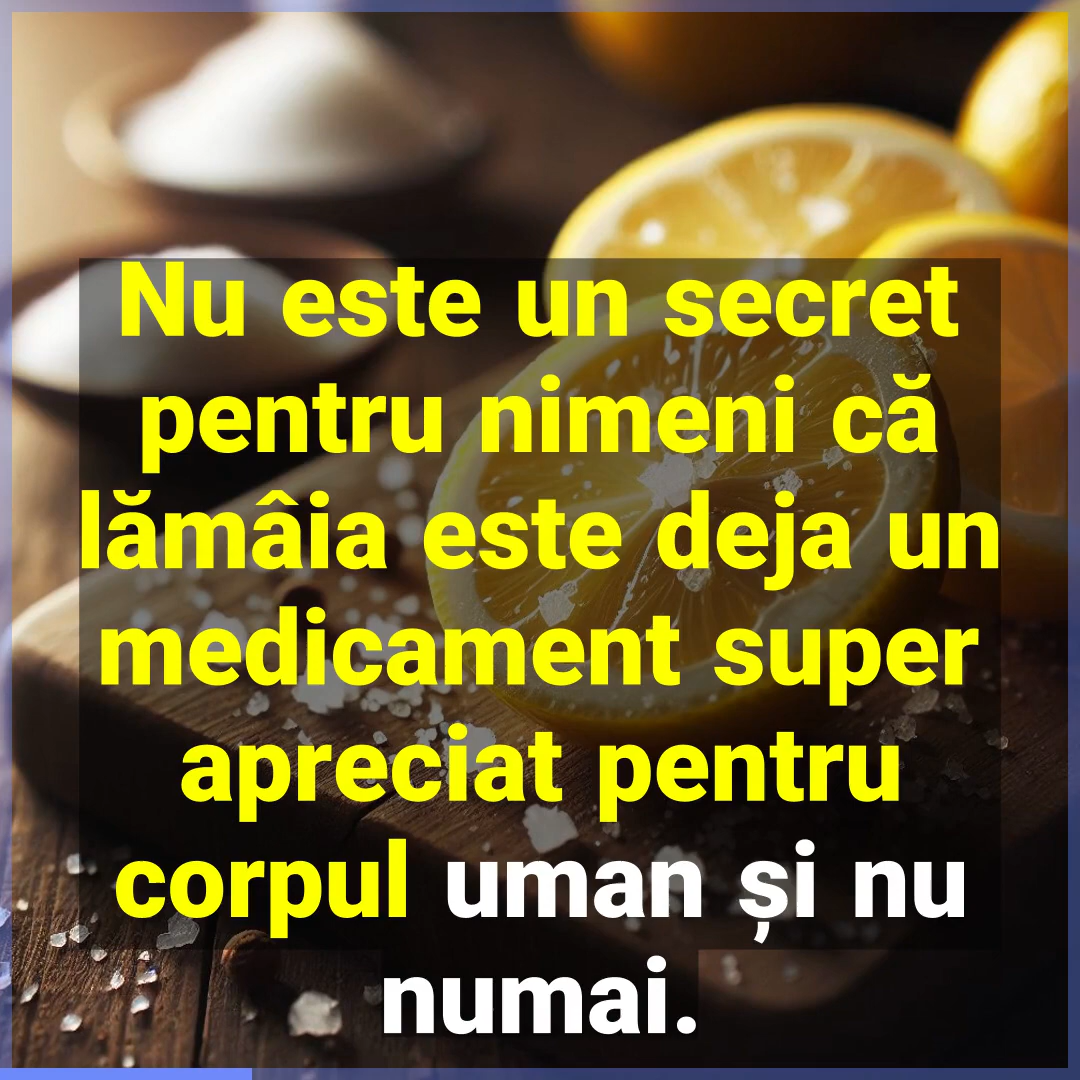 Nu este un secret
pentru nimeni că
lămâia este deja un
medicament super
apreciat pentru
corpul uman și nu
numai.